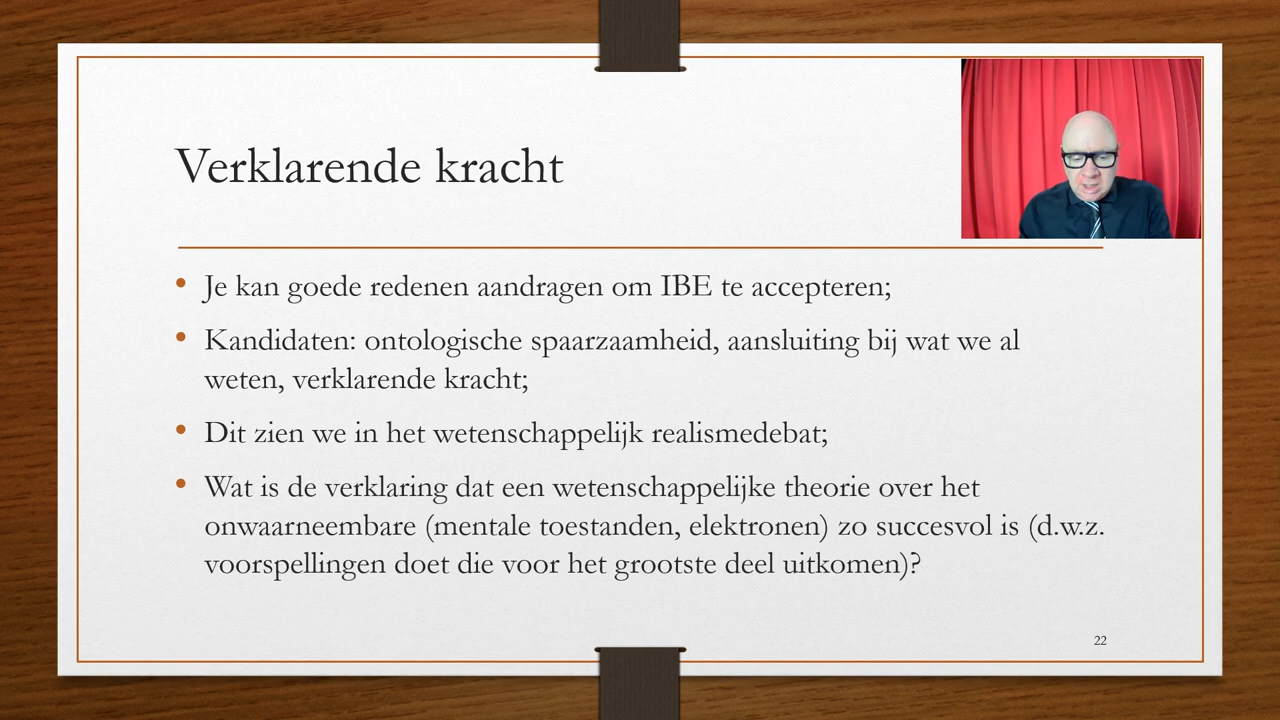 Verklarende kracht
• Je kan goede redenen aandragen om IBE te accepteren;
• Kandidaten: ontologische spaarzaamheid, aansluiting bij wat we al
weten, verklarende kracht;
• Dit zien we in het wetenschappelijk realismedebat;
• Wat is de verklaring dat een wetenschappelijke theorie over het
onwaarneembare (mentale toestanden, elektronen) zo succesvol is (d.w.z.
voorspellingen doet die voor het grootste deel uitkomen)?
22